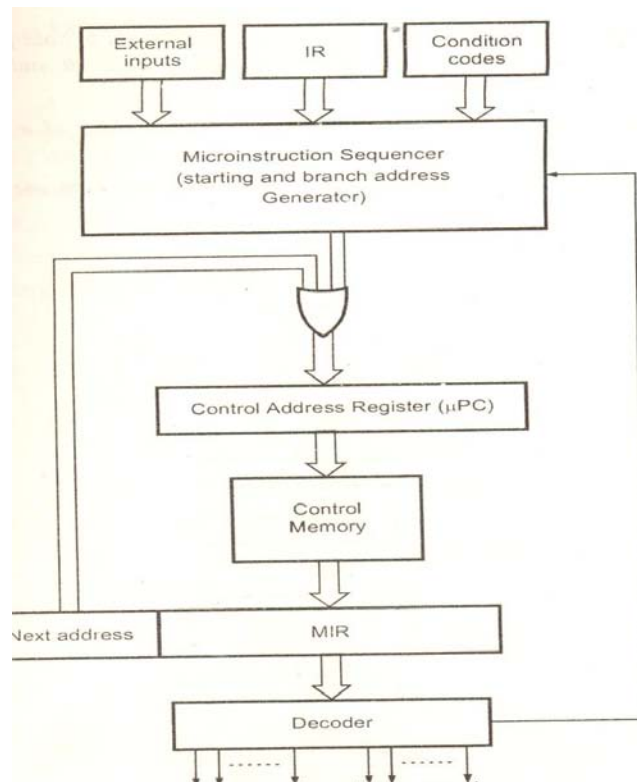 External
inputs
IR
Condition
codes
Microinstruction Sequencer
(starting and branch address
Generator)
Control Address Register (μPC)
Control
Memory
Next address
MIR
Decoder